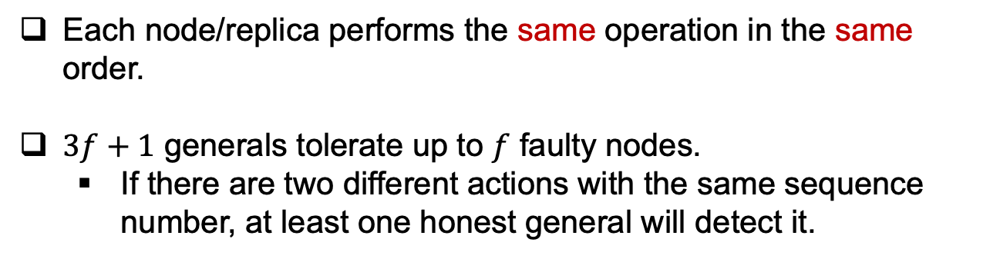 ❑ Each node/replica performs the same operation in the same
order.
❑ 3f + 1 generals tolerate up to f faulty nodes.
▪ If there are two different actions with the same sequence
number, at least one honest general will detect it.